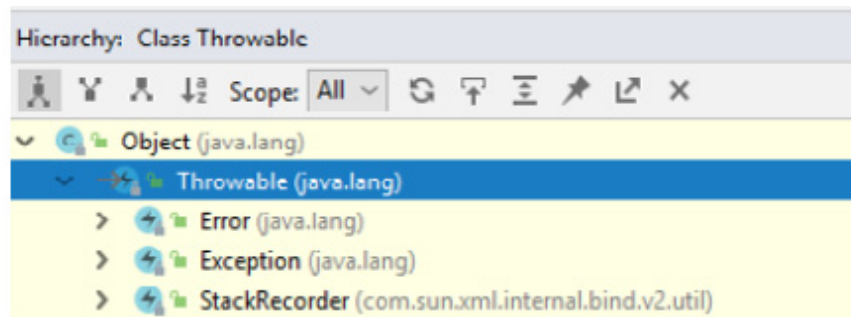 Hierarchy: Class Throwable
Scope: All
Object (java.lang)
Throwable (java.lang)
Error (java.lang)
Exception (java.lang)
StackRecorder (com.sun.xml.internal.bind.v2.util)